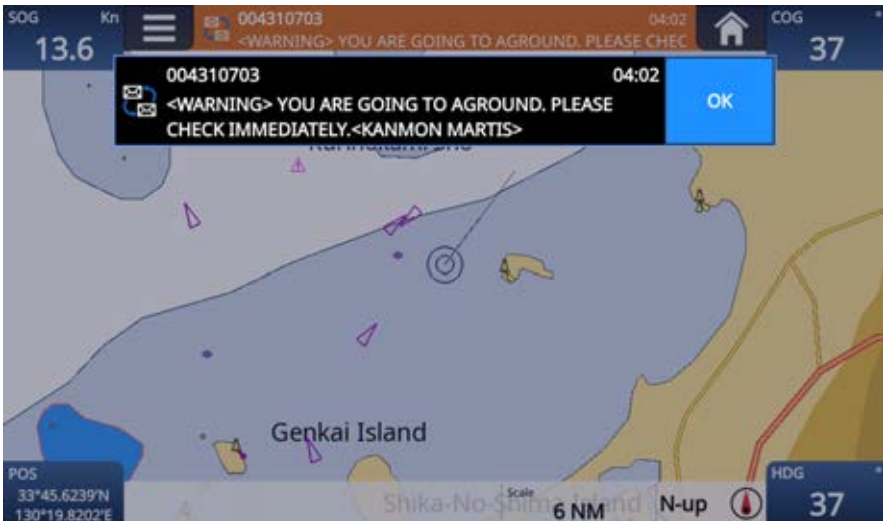 SOG Kn
13.6
004310703 04:02
<WARNING> YOU ARE GOING TO AGROUND. PLEASE CHEC
COG °
37
004310703 04:02
<WARNING> YOU ARE GOING TO AGROUND. PLEASE
CHECK IMMEDIATELY.<KANMON MARTIS>
OK
Genkai Island
POS
33°45.6239'N
130°19.8202'E
Shika-No-Shima Island
Scale
6 NM
N-up
HDG °
37